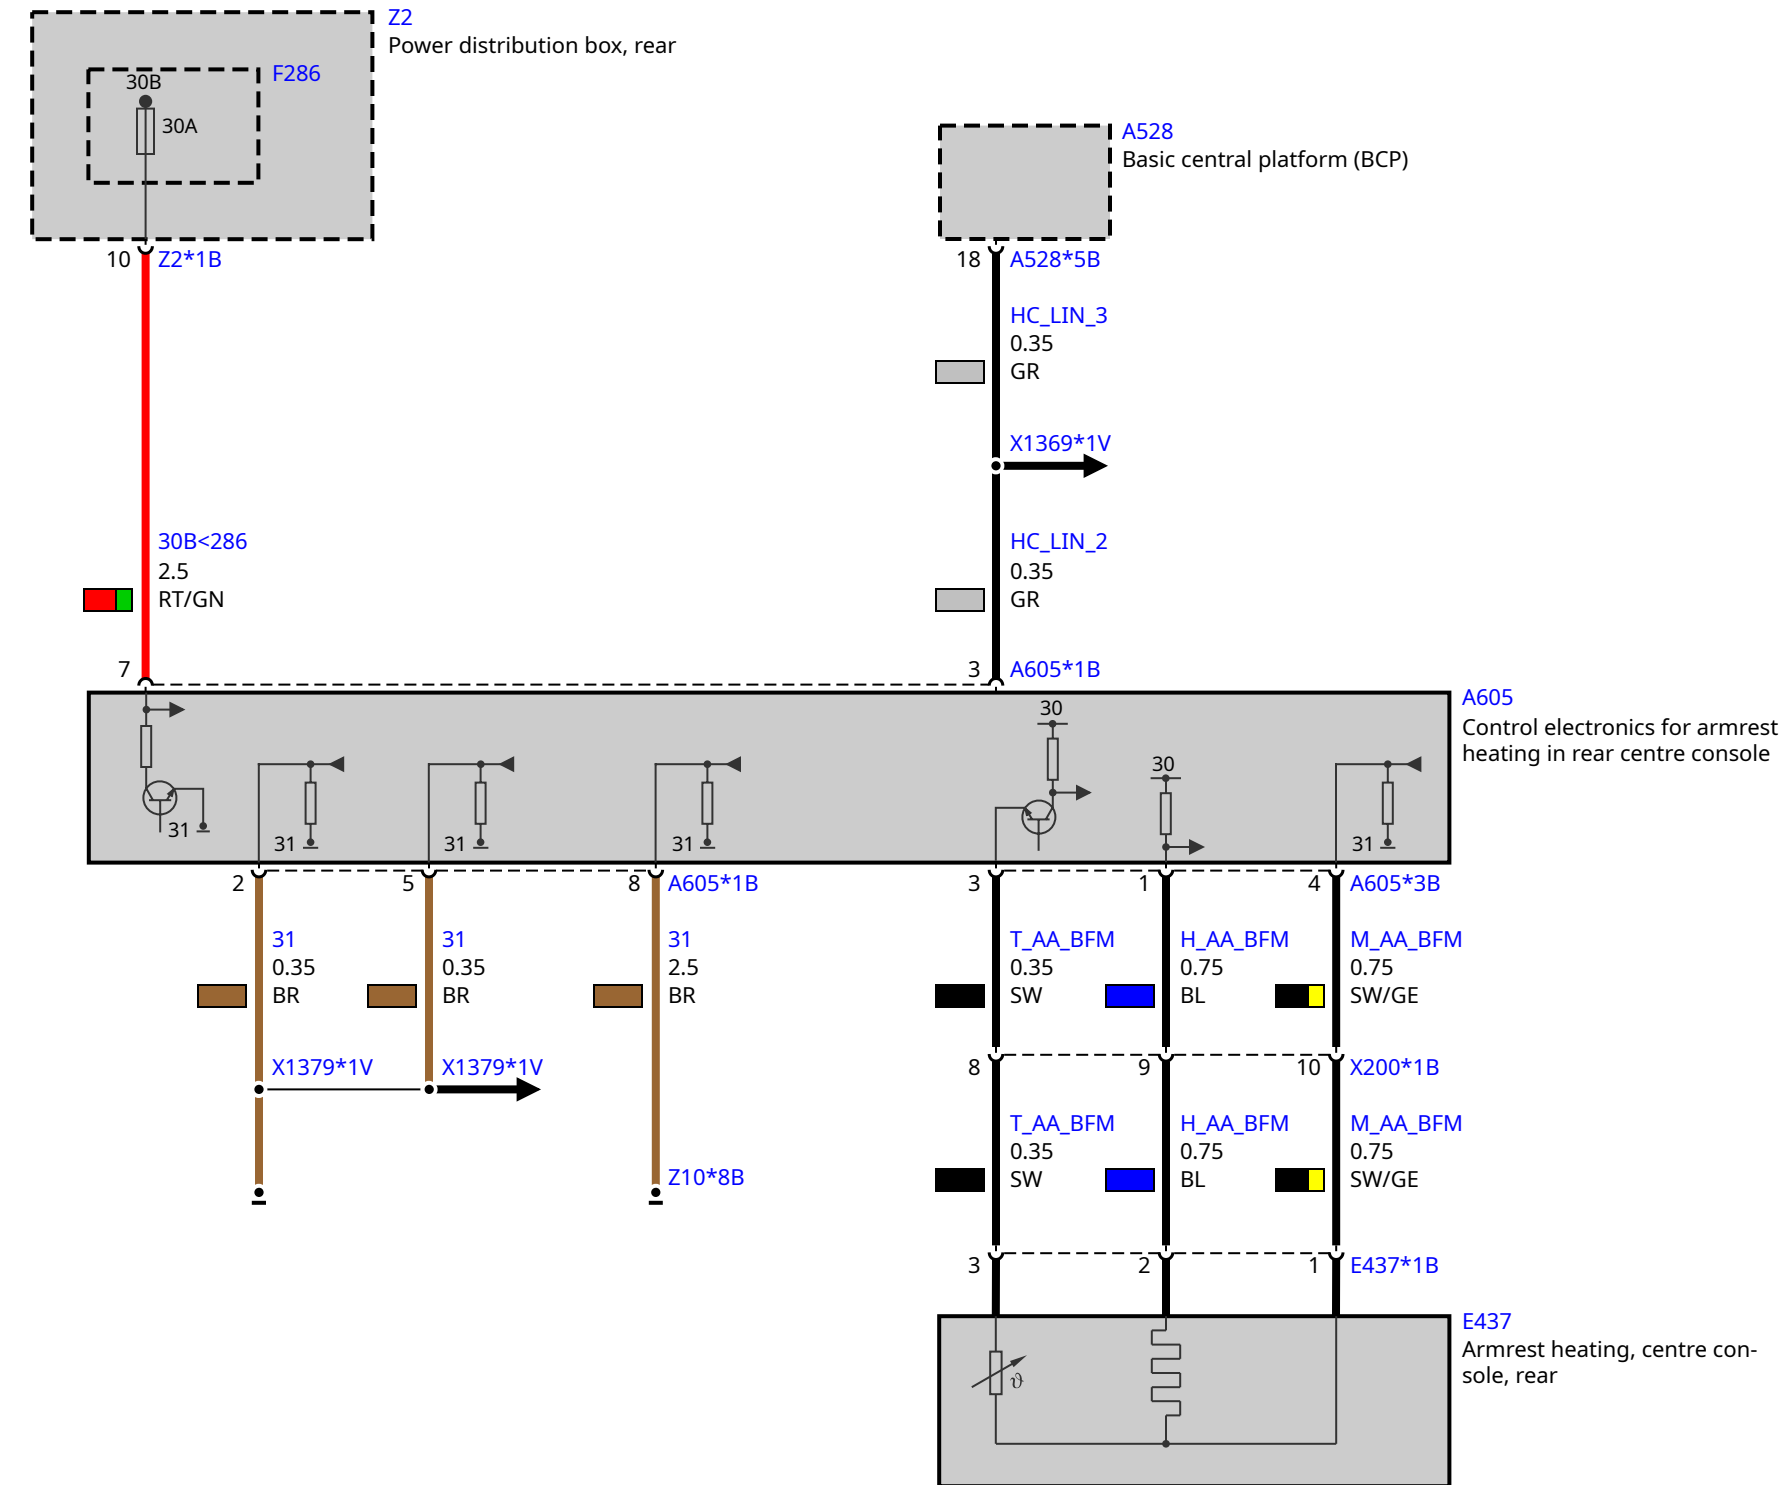 Z2
Power distribution box, rear
F286
30B
30A
A528
Basic central platform (BCP)
10
Z2*1B
18
A528*5B
HC_LIN_3
0.35
GR
X1369*1V
30B<286
2.5
RT/GN
HC_LIN_2
0.35
GR
7
3
A605*1B
A605
Control electronics for armrest
heating in rear centre console
30
30
31
31
31
31
31
2
5
8
A605*1B
3
1
4
A605*3B
31
0.35
BR
31
0.35
BR
31
2.5
BR
T_AA_BFM
0.35
SW
H_AA_BFM
0.75
BL
M_AA_BFM
0.75
SW/GE
X1379*1V
X1379*1V
8
9
10
X200*1B
T_AA_BFM
0.35
SW
H_AA_BFM
0.75
BL
M_AA_BFM
0.75
SW/GE
Z10*8B
3
2
1
E437*1B
E437
Armrest heating, centre con-
sole, rear
ϑ